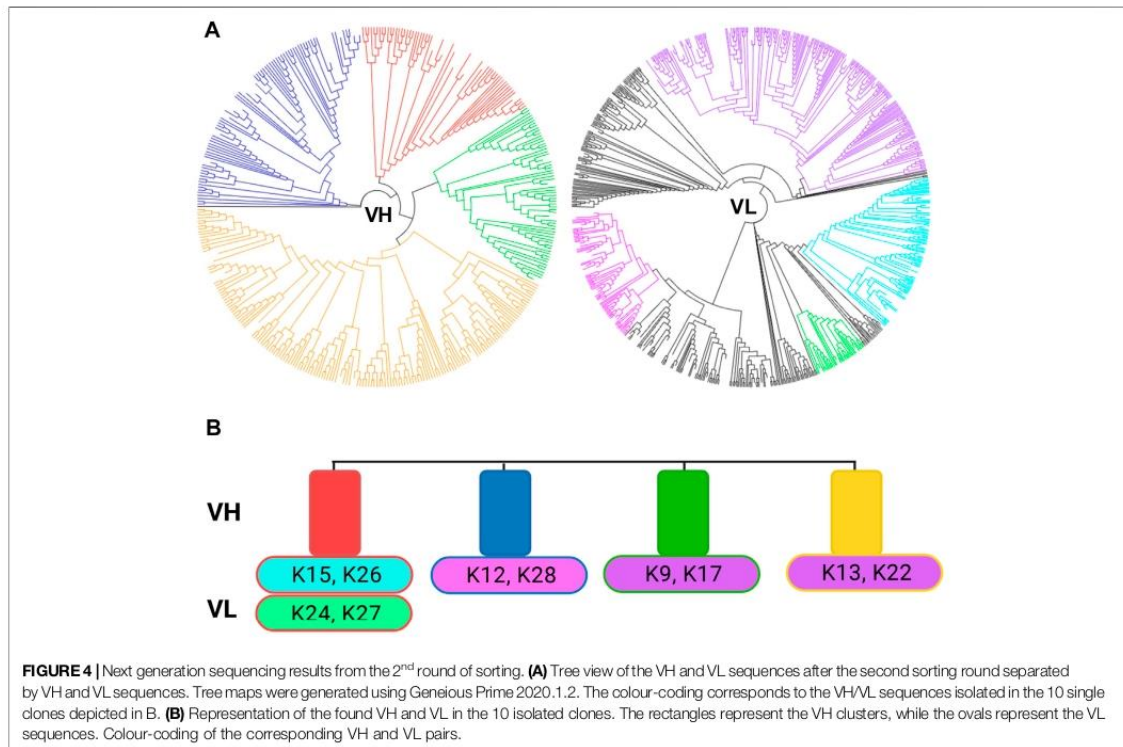 A
VH
VL
B
VH
K15, K26
K12, K28
K9, K17
K13, K22
VL
K24, K27
FIGURE 4 | Next generation sequencing results from the 2nd round of sorting. (A) Tree view of the VH and VL sequences after the second sorting round separated
by VH and VL sequences. Tree maps were generated using Geneious Prime 2020.1.2. The colour-coding corresponds to the VH/VL sequences isolated in the 10 single
clones depicted in B. (B) Representation of the found VH and VL in the 10 isolated clones. The rectangles represent the VH clusters, while the ovals represent the VL
sequences. Colour-coding of the corresponding VH and VL pairs.